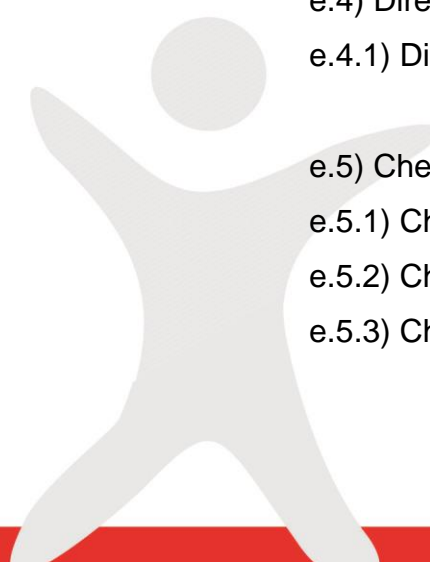 e.4) Dire
e.4.1) Di
e.5) Che
e.5.1) Ch
e.5.2) Ch
e.5.3) Ch